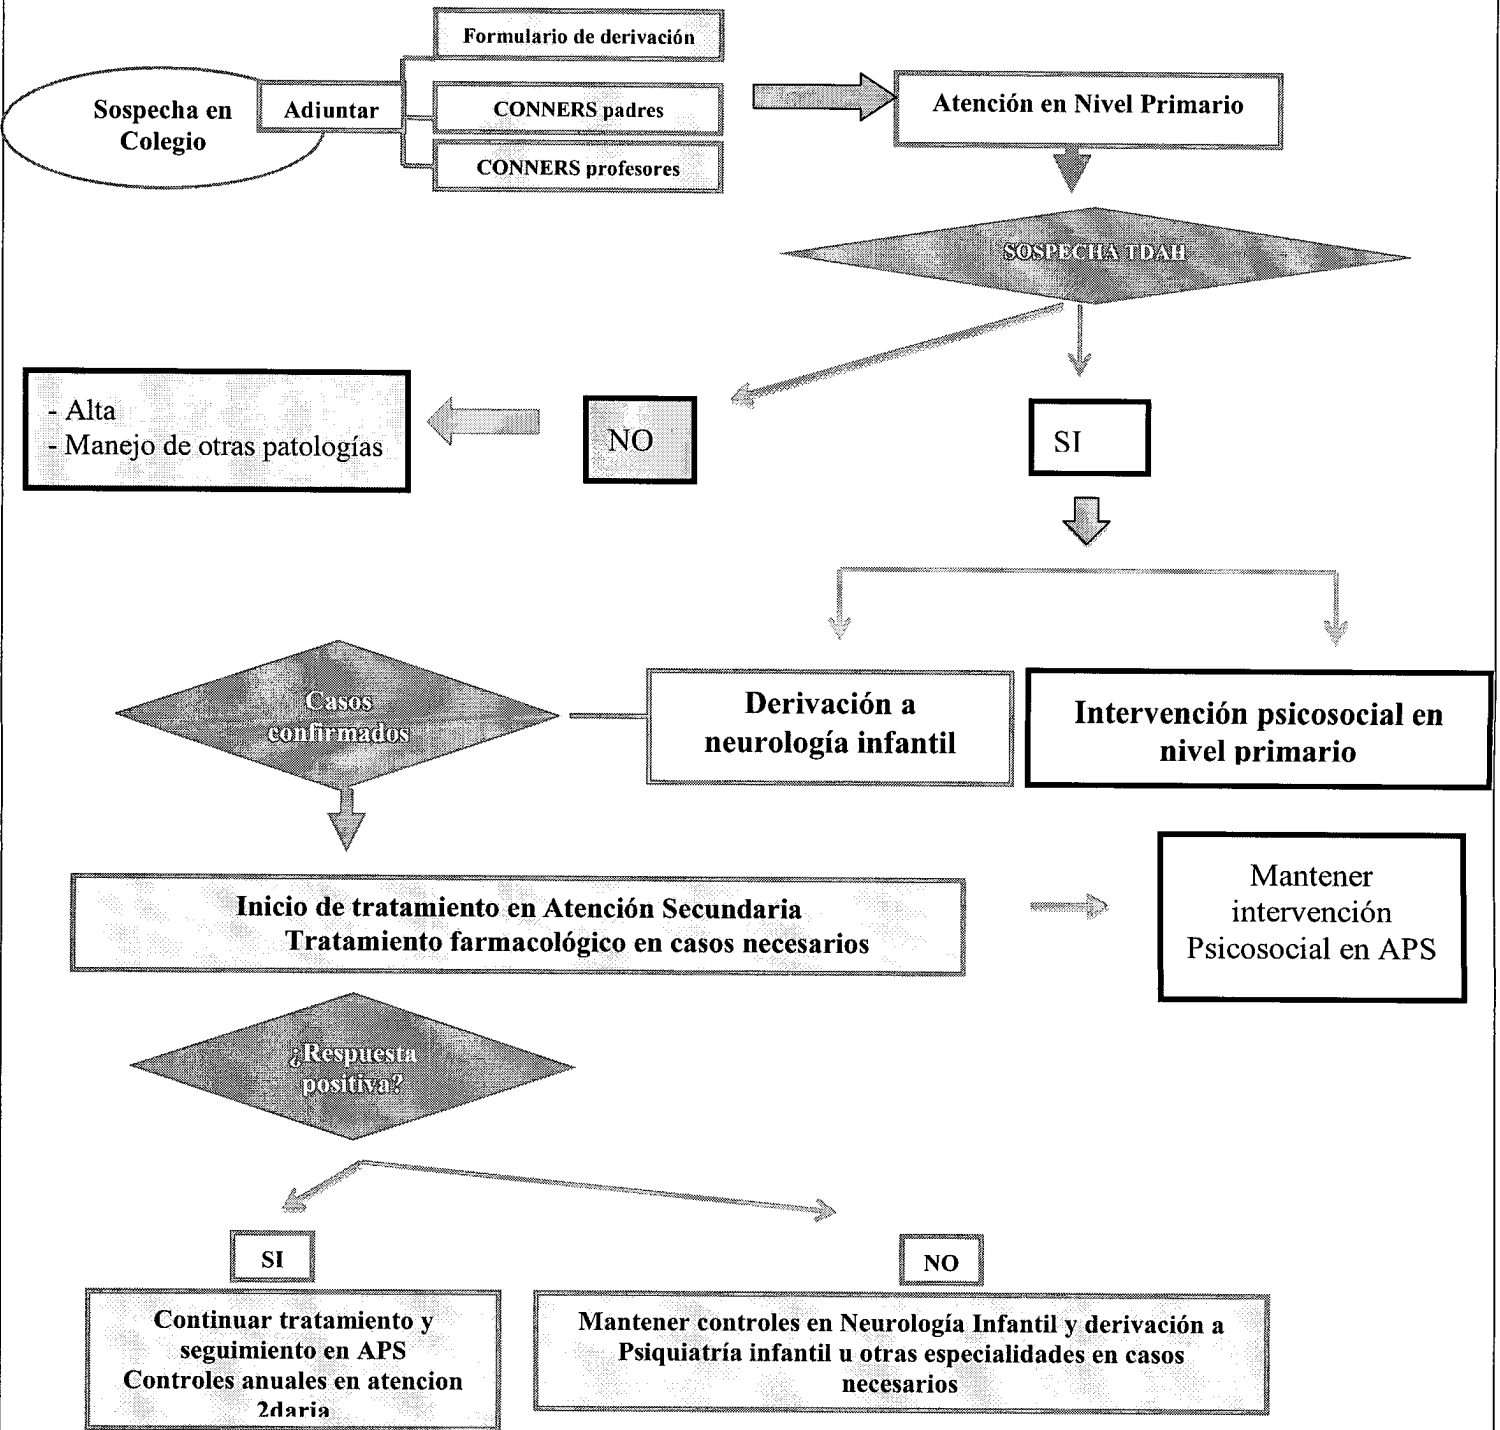 Formulario de derivación
Sospecha en
Colegio
Adiuntar
CONNERS padres
CONNERS profesores
Atención en Nivel Primario
SOSPECHA TDAH
- Alta
- Manejo de otras patologías
NO
SI
Casos
confirmados
Derivación a
neurología infantil
Intervención psicosocial en
nivel primario
Inicio de tratamiento en Atención Secundaria
Tratamiento farmacológico en casos necesarios
Mantener
intervención
Psicosocial en APS
¿Respuesta
positiva?
SI
NO
Continuar tratamiento y
seguimiento en APS
Controles anuales en atencion
2daria
Mantener controles en Neurología Infantil y derivación a
Psiquiatría infantil u otras especialidades en casos
necesarios